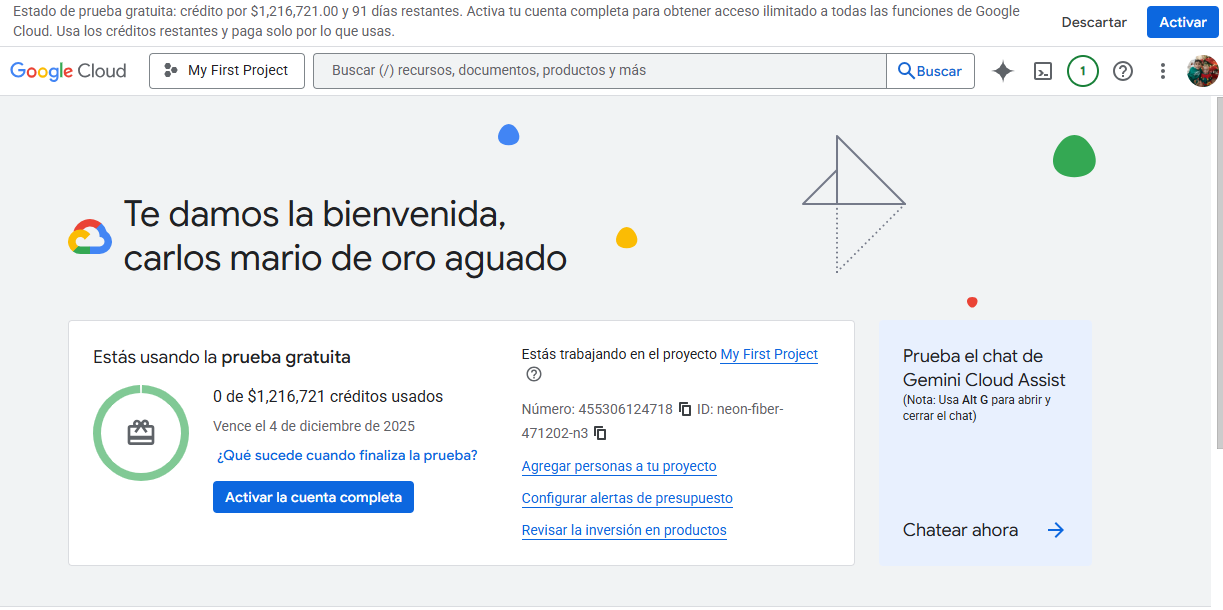 Estado de prueba gratuita: crédito por $1,216,721.00 y 91 días restantes. Activa tu cuenta completa para obtener acceso ilimitado a todas las funciones de Google
Cloud. Usa los créditos restantes y paga solo por lo que usas.
Descartar
Activar
Google Cloud
My First Project
Buscar (/) recursos, documentos, productos y más
Buscar
1
Te damos la bienvenida,
carlos mario de oro aguado
Estás usando la prueba gratuita
0 de $1,216,721 créditos usados
Vence el 4 de diciembre de 2025
¿Qué sucede cuando finaliza la prueba?
Activar la cuenta completa
Estás trabajando en el proyecto My First Project
Número: 455306124718 ID: neon-fiber-
471202-n3
Agregar personas a tu proyecto
Configurar alertas de presupuesto
Revisar la inversión en productos
Prueba el chat de
Gemini Cloud Assist
(Nota: Usa Alt G para abrir y
cerrar el chat)
Chatear ahora